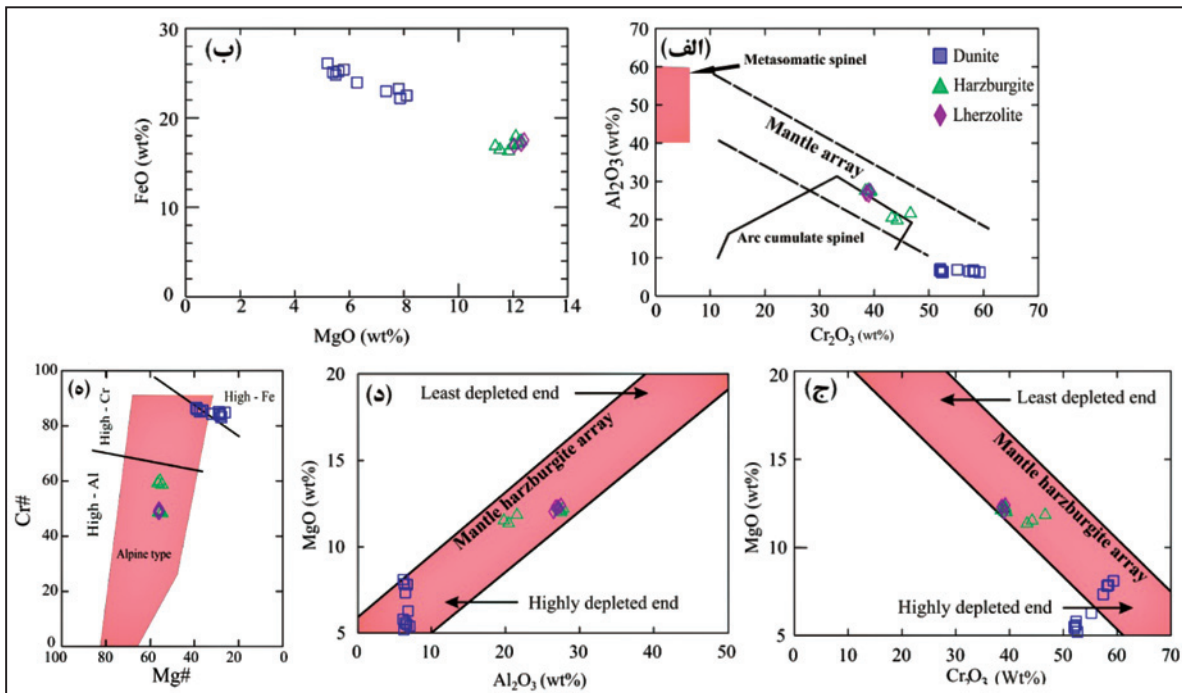 (الف)
70
60
50
40
30
20
10
0
Al₂O₃ (wt%)
Metasomatic spinel
Mantle array
Arc cumulate spinel
Dunite
Harzburgite
Lherzolite
0 10 20 30 40 50 60 70
Cr₂O₃ (wt%)
(ب)
30
20
10
0
FeO (wt%)
0 2 4 6 8 10 12 14
MgO (wt%)
(ج)
20
15
10
5
MgO (wt%)
Least depleted end
Mantle harzburgite array
Highly depleted end
0 10 20 30 40 50 60 70
Cr₂O₃ (Wt%)
(د)
20
15
10
5
MgO (wt%)
Least depleted end
Mantle harzburgite array
Highly depleted end
0 10 20 30 40 50
Al₂O₃ (wt%)
(ه)
100
80
60
40
20
0
Cr#
High - Cr
High - Fe
High - Al
Alpine type
100 80 60 40 20 0
Mg#